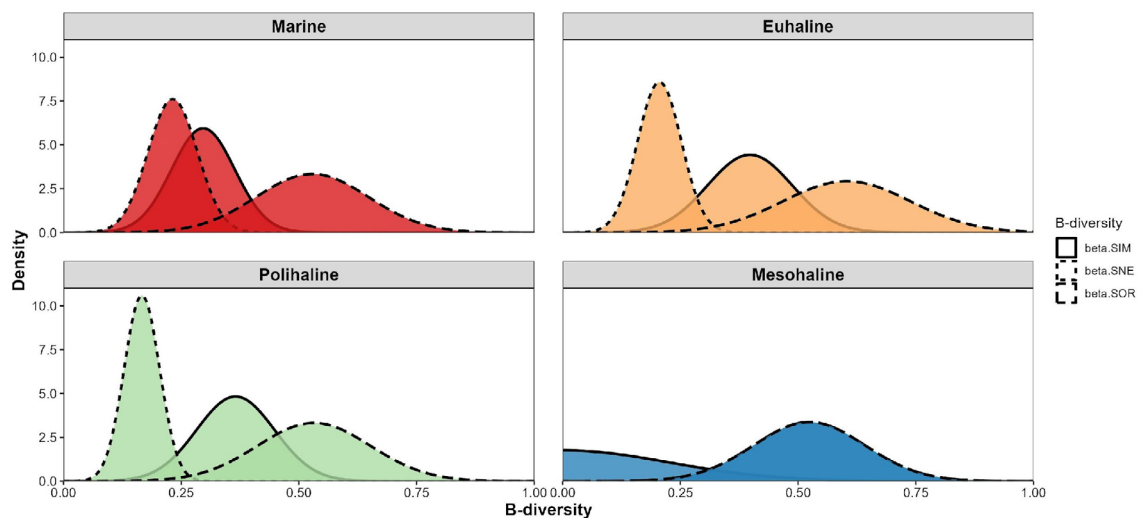 Marine
Euhaline
10.0
7.5
5.0
2.5
0.0
Density
Polihaline
Mesohaline
10.0
7.5
5.0
2.5
0.0
0.00 0.25 0.50 0.75 1.00
0.00 0.25 0.50 0.75 1.00
B-diversity
B-diversity
beta.SIM
beta.SNE
beta.SOR